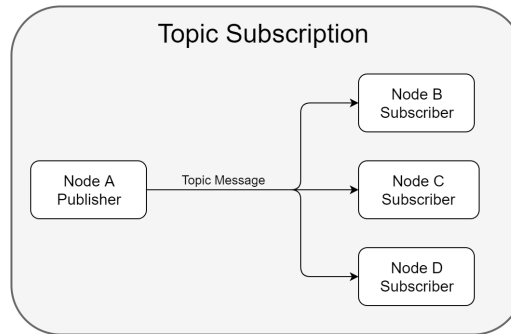 Topic Subscription
Node B
Subscriber
Node A
Publisher
Topic Message
Node C
Subscriber
Node D
Subscriber